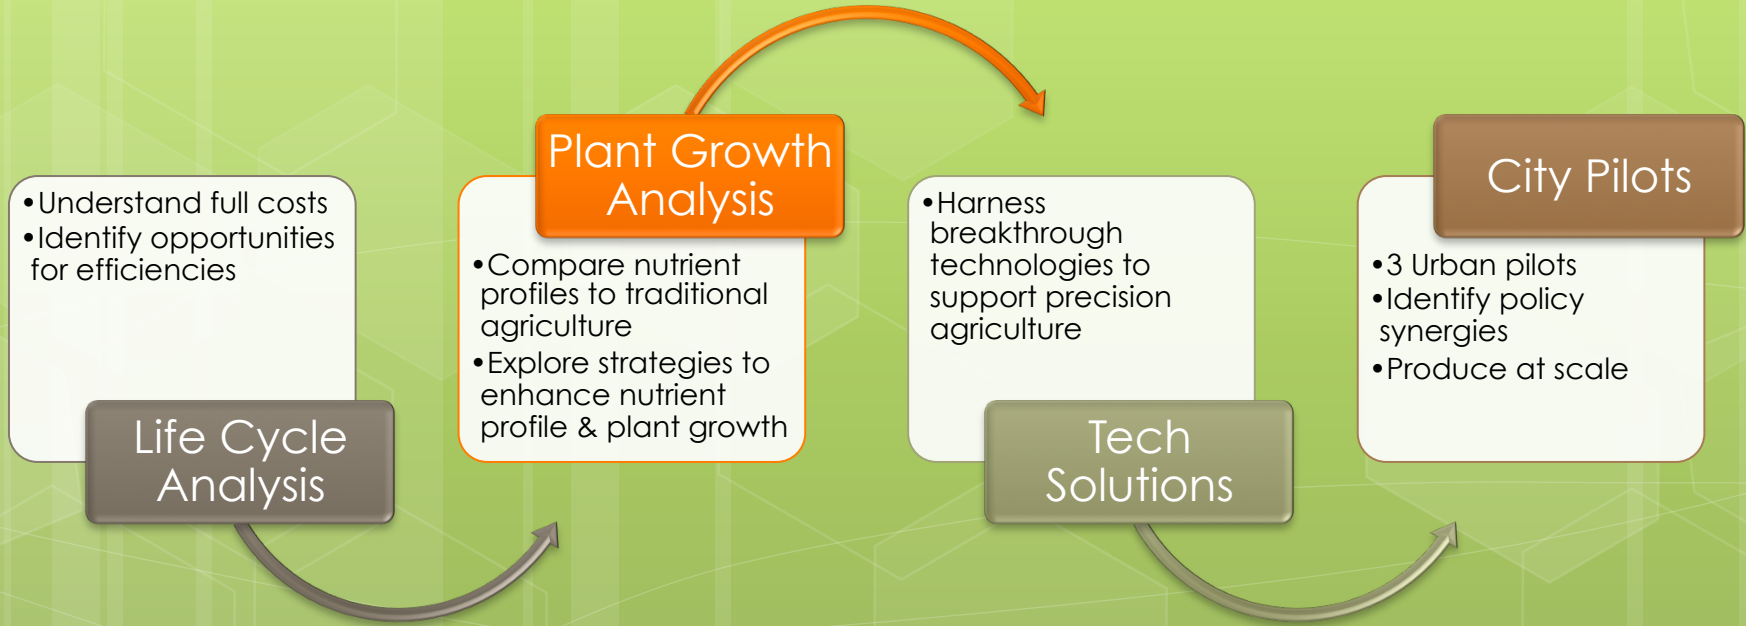 •Understand full costs
•Identify opportunities
for efficiencies
Life Cycle
Analysis
Plant Growth
Analysis
•Compare nutrient
profiles to traditional
agriculture
•Explore strategies to
enhance nutrient
profile & plant growth
•Harness
breakthrough
technologies to
support precision
agriculture
Tech
Solutions
City Pilots
•3 Urban pilots
•Identify policy
synergies
•Produce at scale